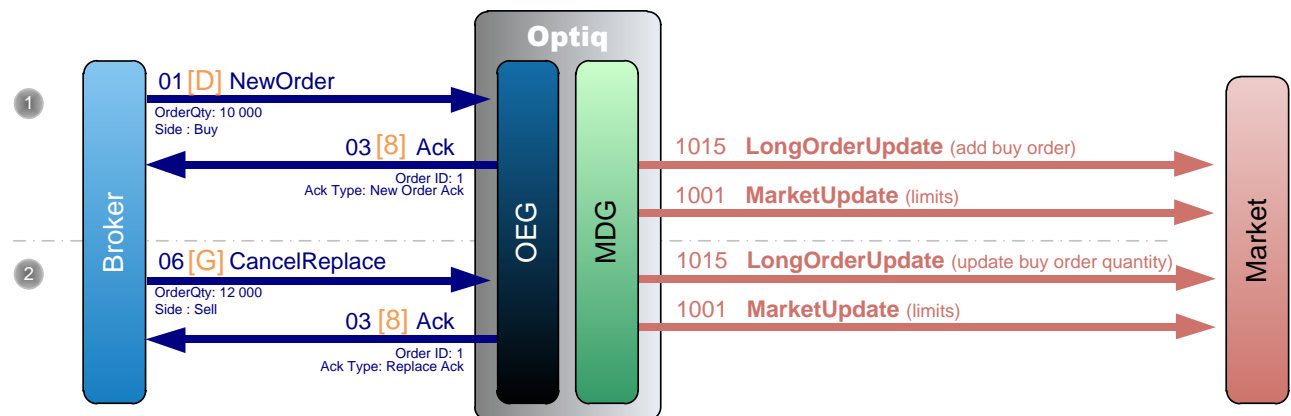 Optiq
1
01 [D] NewOrder
OrderQty: 10 000
Side : Buy
03 [8] Ack
Order ID: 1
Ack Type: New Order Ack
1015 LongOrderUpdate (add buy order)
1001 MarketUpdate (limits)
Broker
OEG
MDG
Market
2
06 [G] CancelReplace
OrderQty: 12 000
Side : Sell
03 [8] Ack
Order ID: 1
Ack Type: Replace Ack
1015 LongOrderUpdate (update buy order quantity)
1001 MarketUpdate (limits)